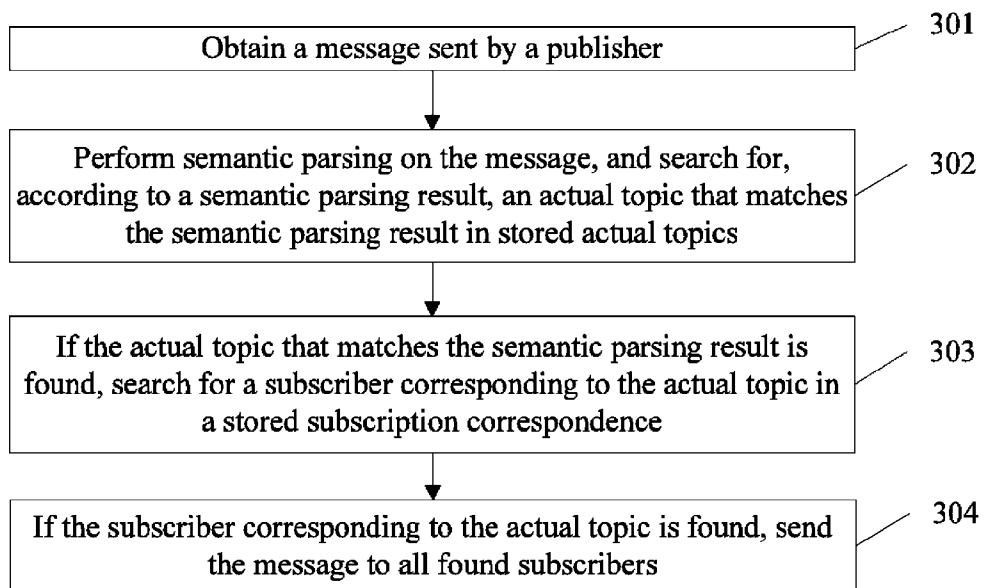 Obtain a message sent by a publisher
301
Perform semantic parsing on the message, and search for,
according to a semantic parsing result, an actual topic that matches
the semantic parsing result in stored actual topics
302
If the actual topic that matches the semantic parsing result is
found, search for a subscriber corresponding to the actual topic in
a stored subscription correspondence
303
If the subscriber corresponding to the actual topic is found, send
the message to all found subscribers
304